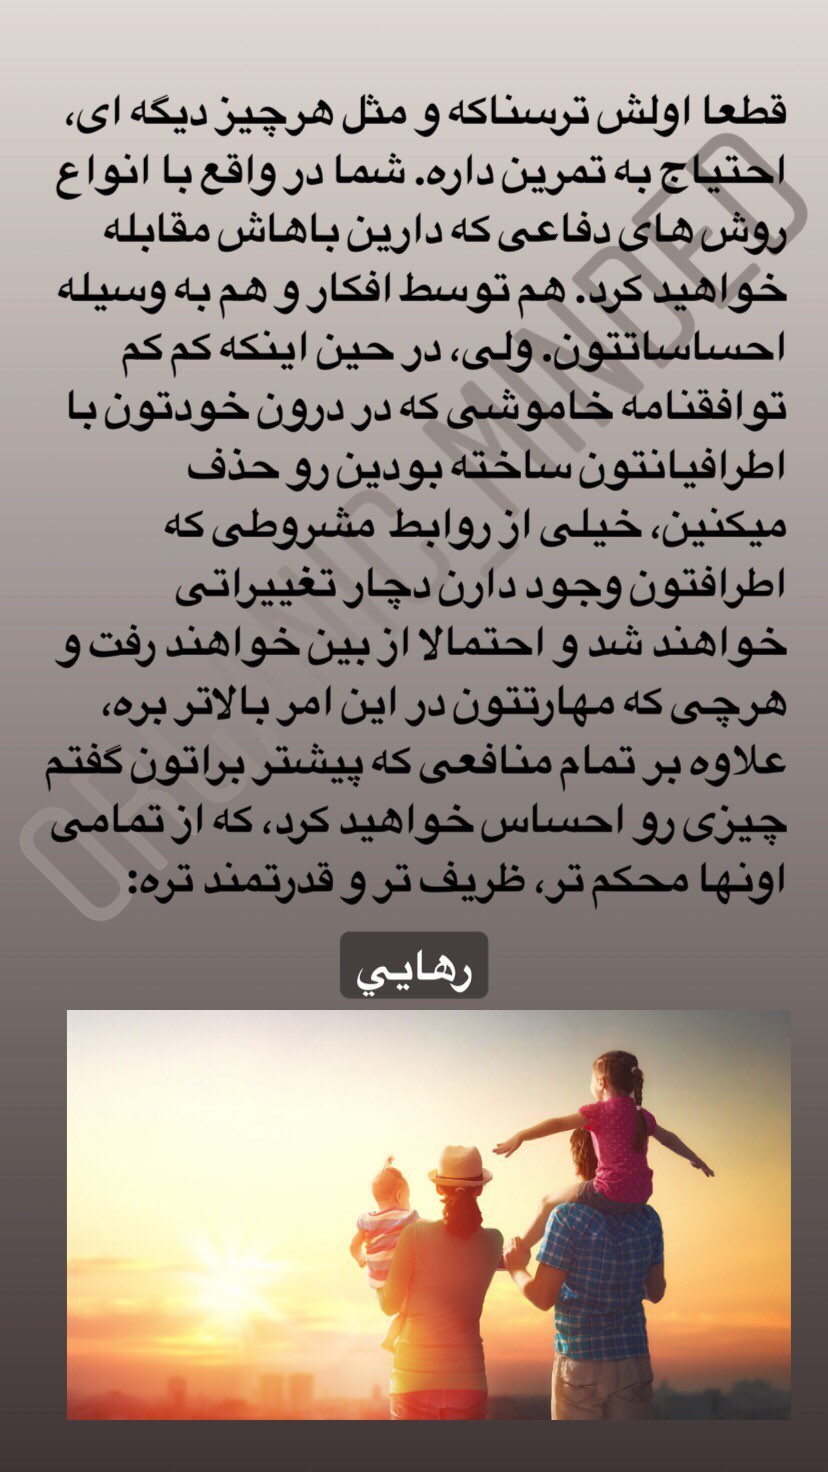 قطعا اولش ترسناکه و مثل هرچیز دیگه ای،
احتیاج به تمرین داره. شما در واقع با انواع
روش های دفاعی که دارین باهاش مقابله
خواهید کرد. هم توسط افکار و هم به وسیله
احساساتتون. ولی، در حین اینکه کم کم
توافقنامه خاموشی که در درون خودتون با
اطرافیانتون ساخته بودین رو حذف
میکنین، خیلی از روابط مشروطی که
اطرافتون وجود دارن دچار تغییراتی
خواهند شد و احتمالا از بین خواهند رفت و
هرچی که مهارتتون در این امر بالاتر بره،
علاوه بر تمام منافعی که پیشتر براتون گفتم
چیزی رو احساس خواهید کرد، که از تمامی
اونها محکم تر، ظریف تر و قدرتمند تره:
رهايي
ORGANIC_MINDED